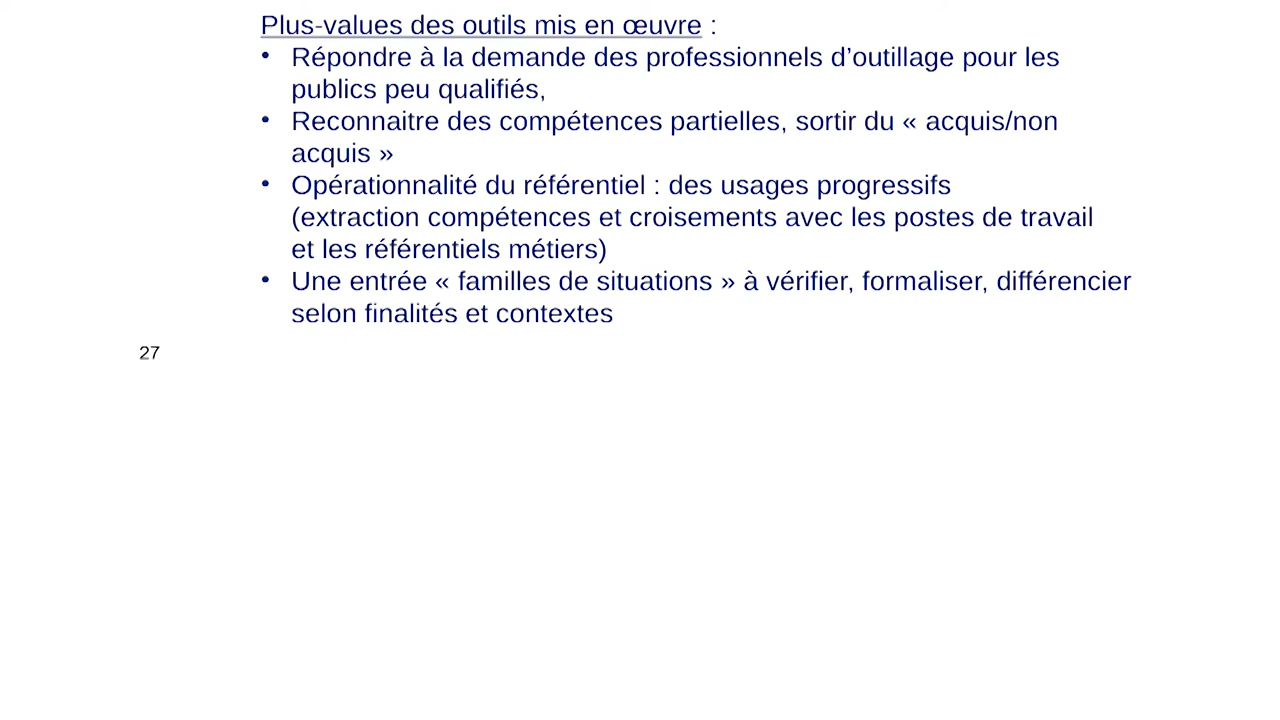 Plus-values des outils mis en œuvre :
• Répondre à la demande des professionnels d’outillage pour les
publics peu qualifiés,
• Reconnaitre des compétences partielles, sortir du « acquis/non
acquis »
• Opérationnalité du référentiel : des usages progressifs
(extraction compétences et croisements avec les postes de travail
et les référentiels métiers)
• Une entrée « familles de situations » à vérifier, formaliser, différencier
selon finalités et contextes
27